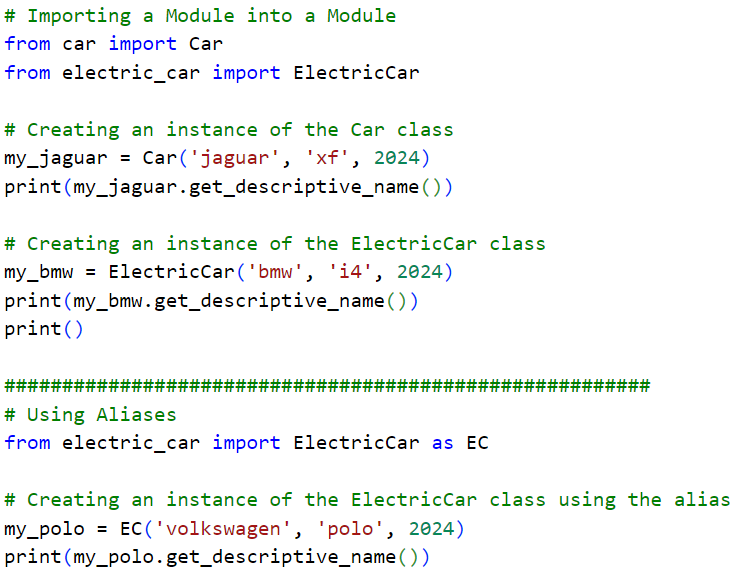 # Importing a Module into a Module
from car import Car
from electric_car import ElectricCar
# Creating an instance of the Car class
my_jaguar = Car('jaguar', 'xf', 2024)
print(my_jaguar.get_descriptive_name())
# Creating an instance of the ElectricCar class
my_bmw = ElectricCar('bmw', 'i4', 2024)
print(my_bmw.get_descriptive_name())
print()
########################################################
# Using Aliases
from electric_car import ElectricCar as EC
# Creating an instance of the ElectricCar class using the alias
my_polo = EC('volkswagen', 'polo', 2024)
print(my_polo.get_descriptive_name())